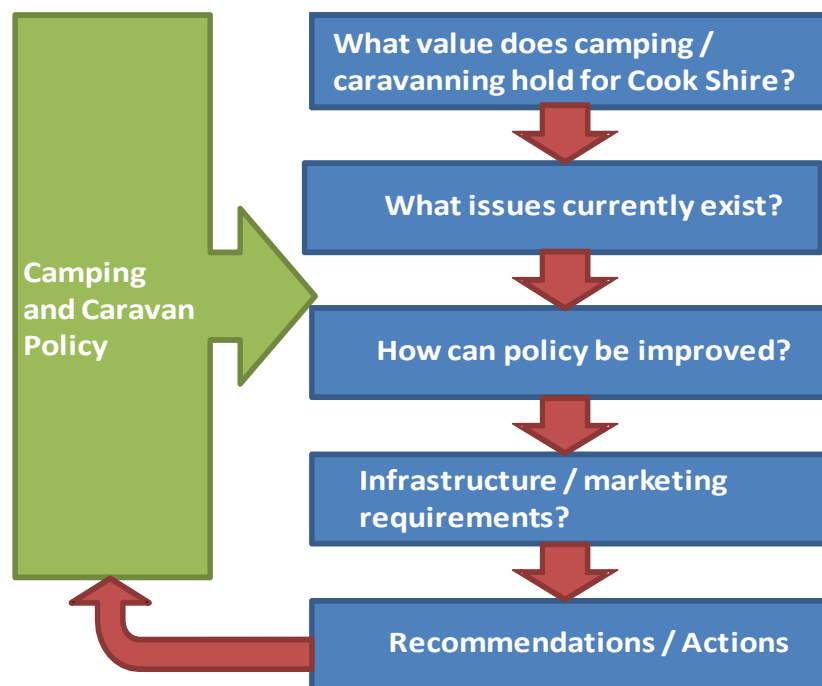 What value does camping /
caravanning hold for Cook Shire?
What issues currently exist?
Camping
and Caravan
Policy
How can policy be improved?
Infrastructure / marketing
requirements?
Recommendations / Actions